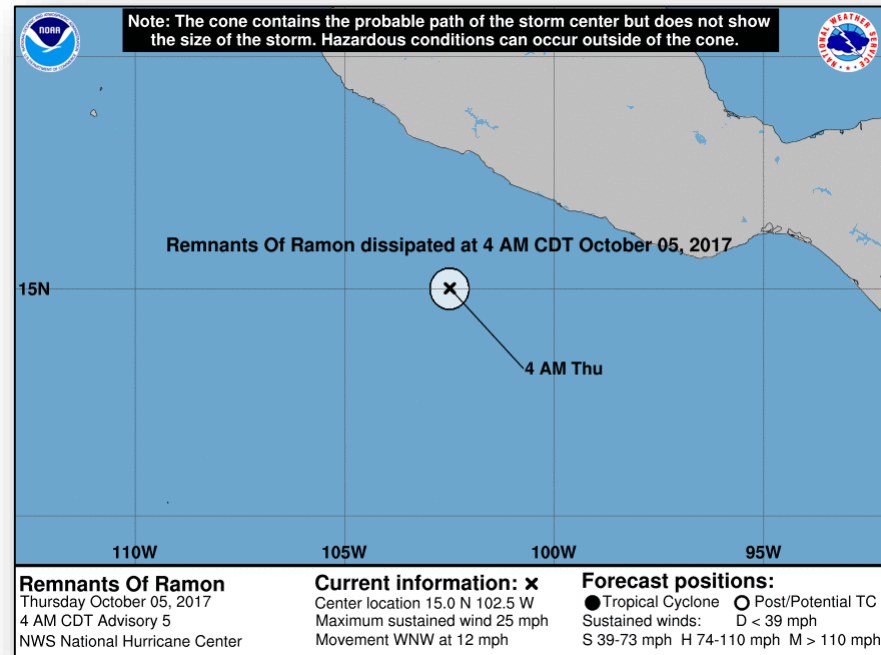 Note: The cone contains the probable path of the storm center but does not show
the size of the storm. Hazardous conditions can occur outside of the cone.
NOAA
NATIONAL WEATHER SERVICE
Remnants Of Ramon dissipated at 4 AM CDT October 05, 2017
15N
4 AM Thu
110W
105W
100W
95W
Remnants Of Ramon
Thursday October 05, 2017
4 AM CDT Advisory 5
NWS National Hurricane Center
Current information: ×
Center location 15.0 N 102.5 W
Maximum sustained wind 25 mph
Movement WNW at 12 mph
Forecast positions:
Tropical Cyclone Post/Potential TC
Sustained winds: D < 39 mph
S 39-73 mph H 74-110 mph M > 110 mph